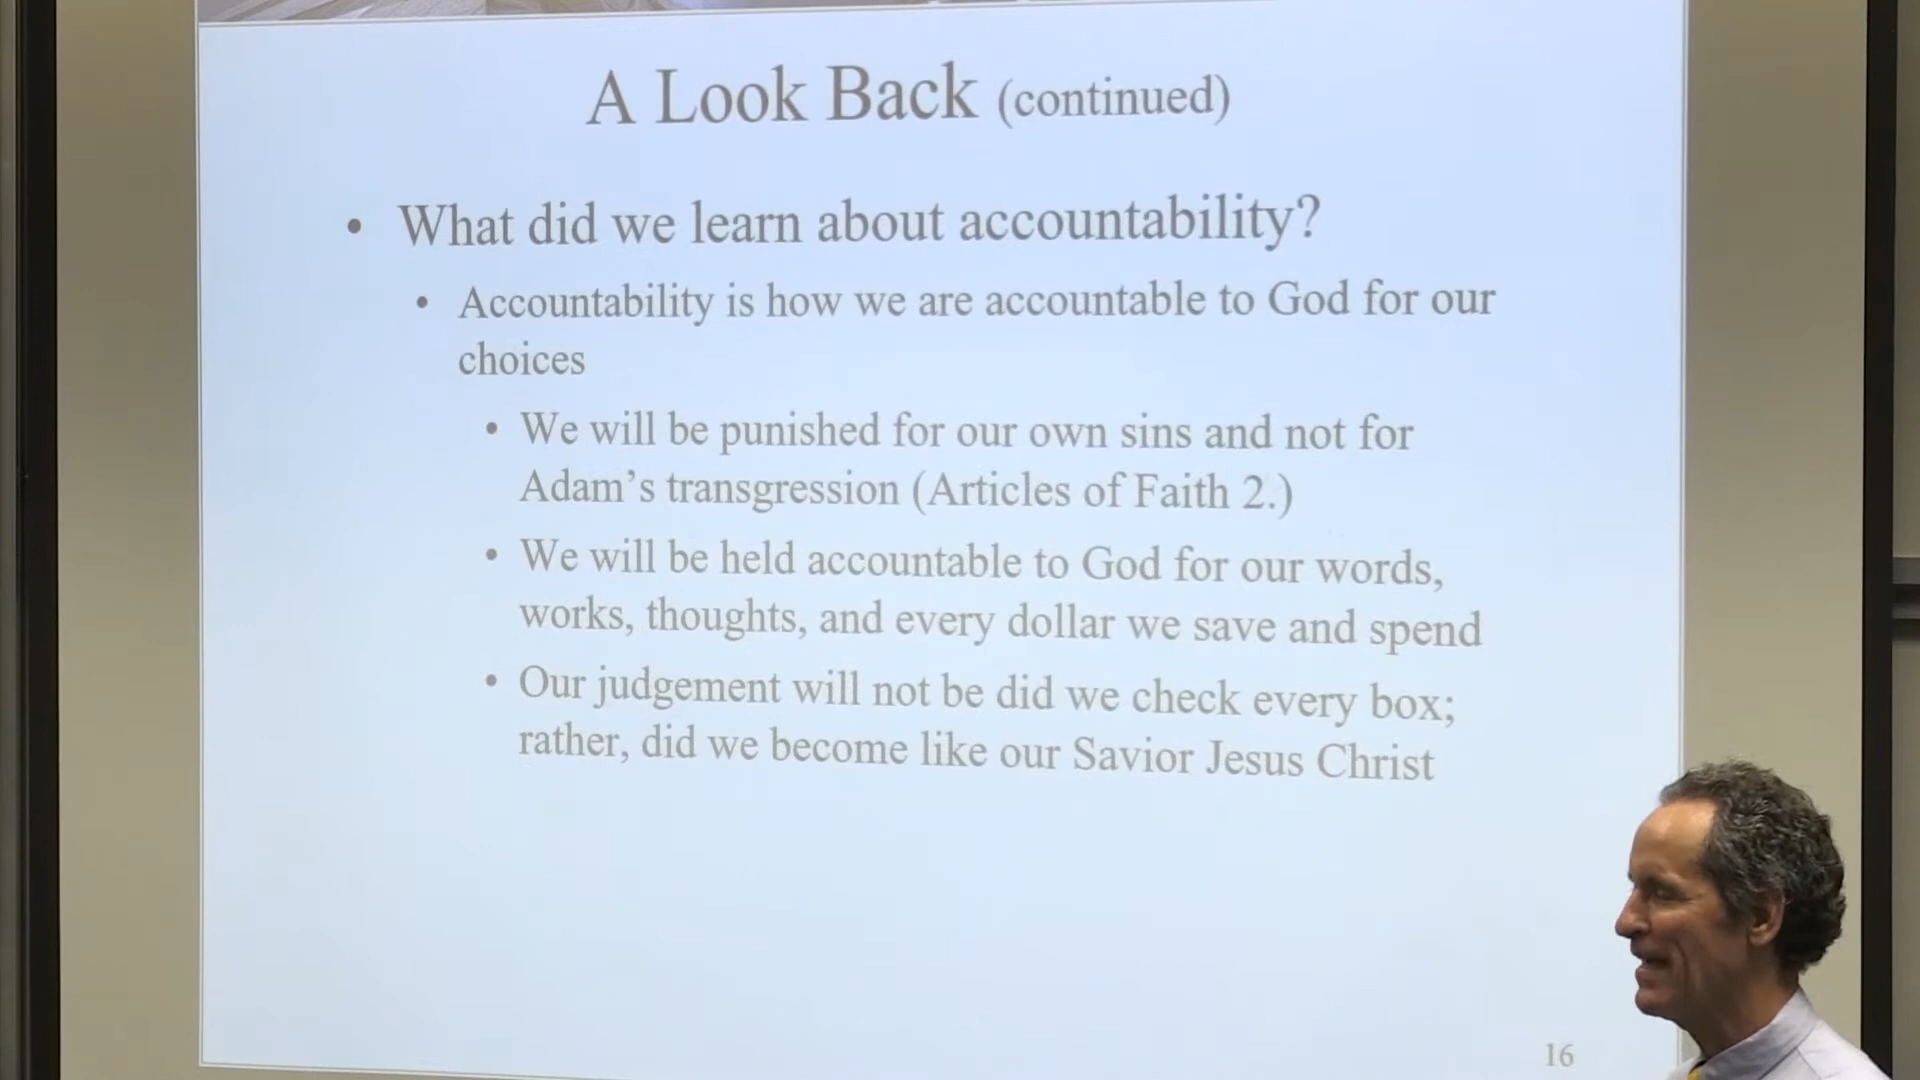 A Look Back (continued)
• What did we learn about accountability?
• Accountability is how we are accountable to God for our
choices
• We will be punished for our own sins and not for
Adam’s transgression (Articles of Faith 2.)
• We will be held accountable to God for our words,
works, thoughts, and every dollar we save and spend
• Our judgement will not be did we check every box;
rather, did we become like our Savior Jesus Christ
16